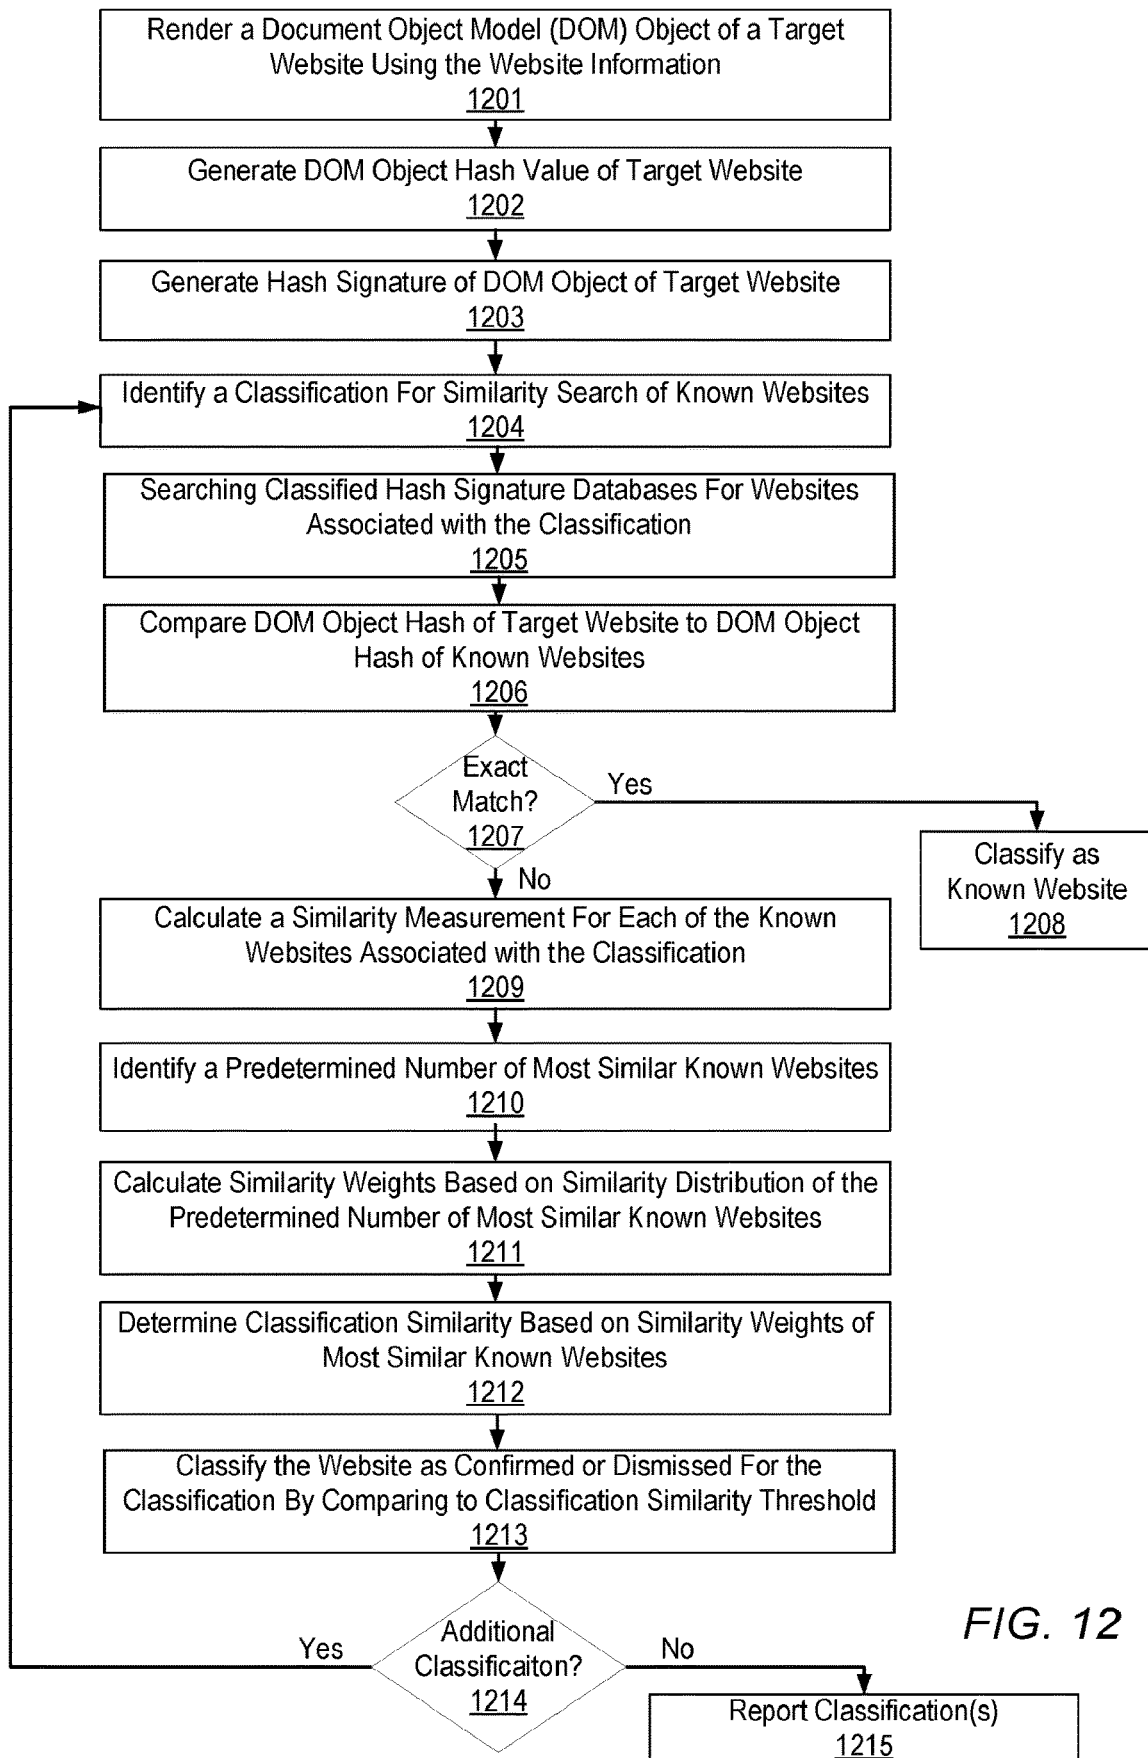 Render a Document Object Model (DOM) Object of a Target
Website Using the Website Information
1201
Generate DOM Object Hash Value of Target Website
1202
Generate Hash Signature of DOM Object of Target Website
1203
Identify a Classification For Similarity Search of Known Websites
1204
Searching Classified Hash Signature Databases For Websites
Associated with the Classification
1205
Compare DOM Object Hash of Target Website to DOM Object
Hash of Known Websites
1206
Exact
Match?
1207
Yes
Classify as
Known Website
1208
No
Calculate a Similarity Measurement For Each of the Known
Websites Associated with the Classification
1209
Identify a Predetermined Number of Most Similar Known Websites
1210
Calculate Similarity Weights Based on Similarity Distribution of the
Predetermined Number of Most Similar Known Websites
1211
Determine Classification Similarity Based on Similarity Weights of
Most Similar Known Websites
1212
Classify the Website as Confirmed or Dismissed For the
Classification By Comparing to Classification Similarity Threshold
1213
Additional
Classificaiton?
1214
Yes
No
Report Classification(s)
1215
FIG. 12